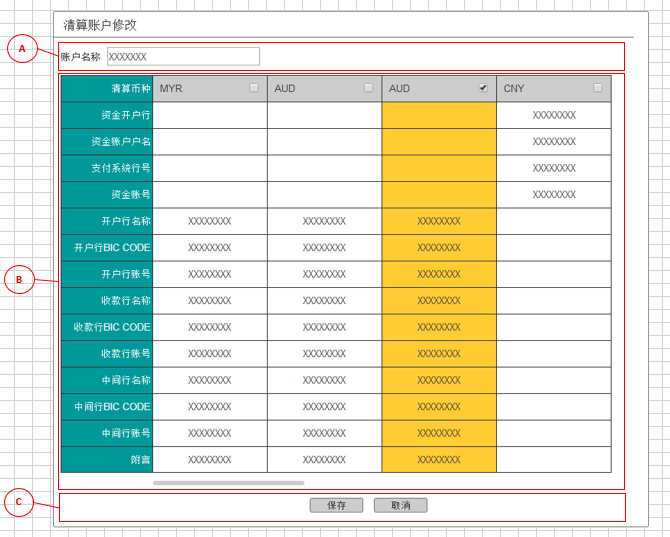 清算账户修改
A
账户名称 XXXXXXX
清算币种 MYR AUD AUD CNY
资金开户行 XXXXXXXX
资金账户户名 XXXXXXXX
支付系统行号 XXXXXXXX
资金账号 XXXXXXXX
开户行名称 XXXXXXXX XXXXXXXX XXXXXXXX
开户行BIC CODE XXXXXXXX XXXXXXXX XXXXXXXX
B
开户行账号 XXXXXXXX XXXXXXXX XXXXXXXX
收款行名称 XXXXXXXX XXXXXXXX XXXXXXXX
收款行BIC CODE XXXXXXXX XXXXXXXX XXXXXXXX
收款行账号 XXXXXXXX XXXXXXXX XXXXXXXX
中间行名称 XXXXXXXX XXXXXXXX XXXXXXXX
中间行BIC CODE XXXXXXXX XXXXXXXX XXXXXXXX
中间行账号 XXXXXXXX XXXXXXXX XXXXXXXX
附言 XXXXXXXX XXXXXXXX XXXXXXXX
C
保存 取消